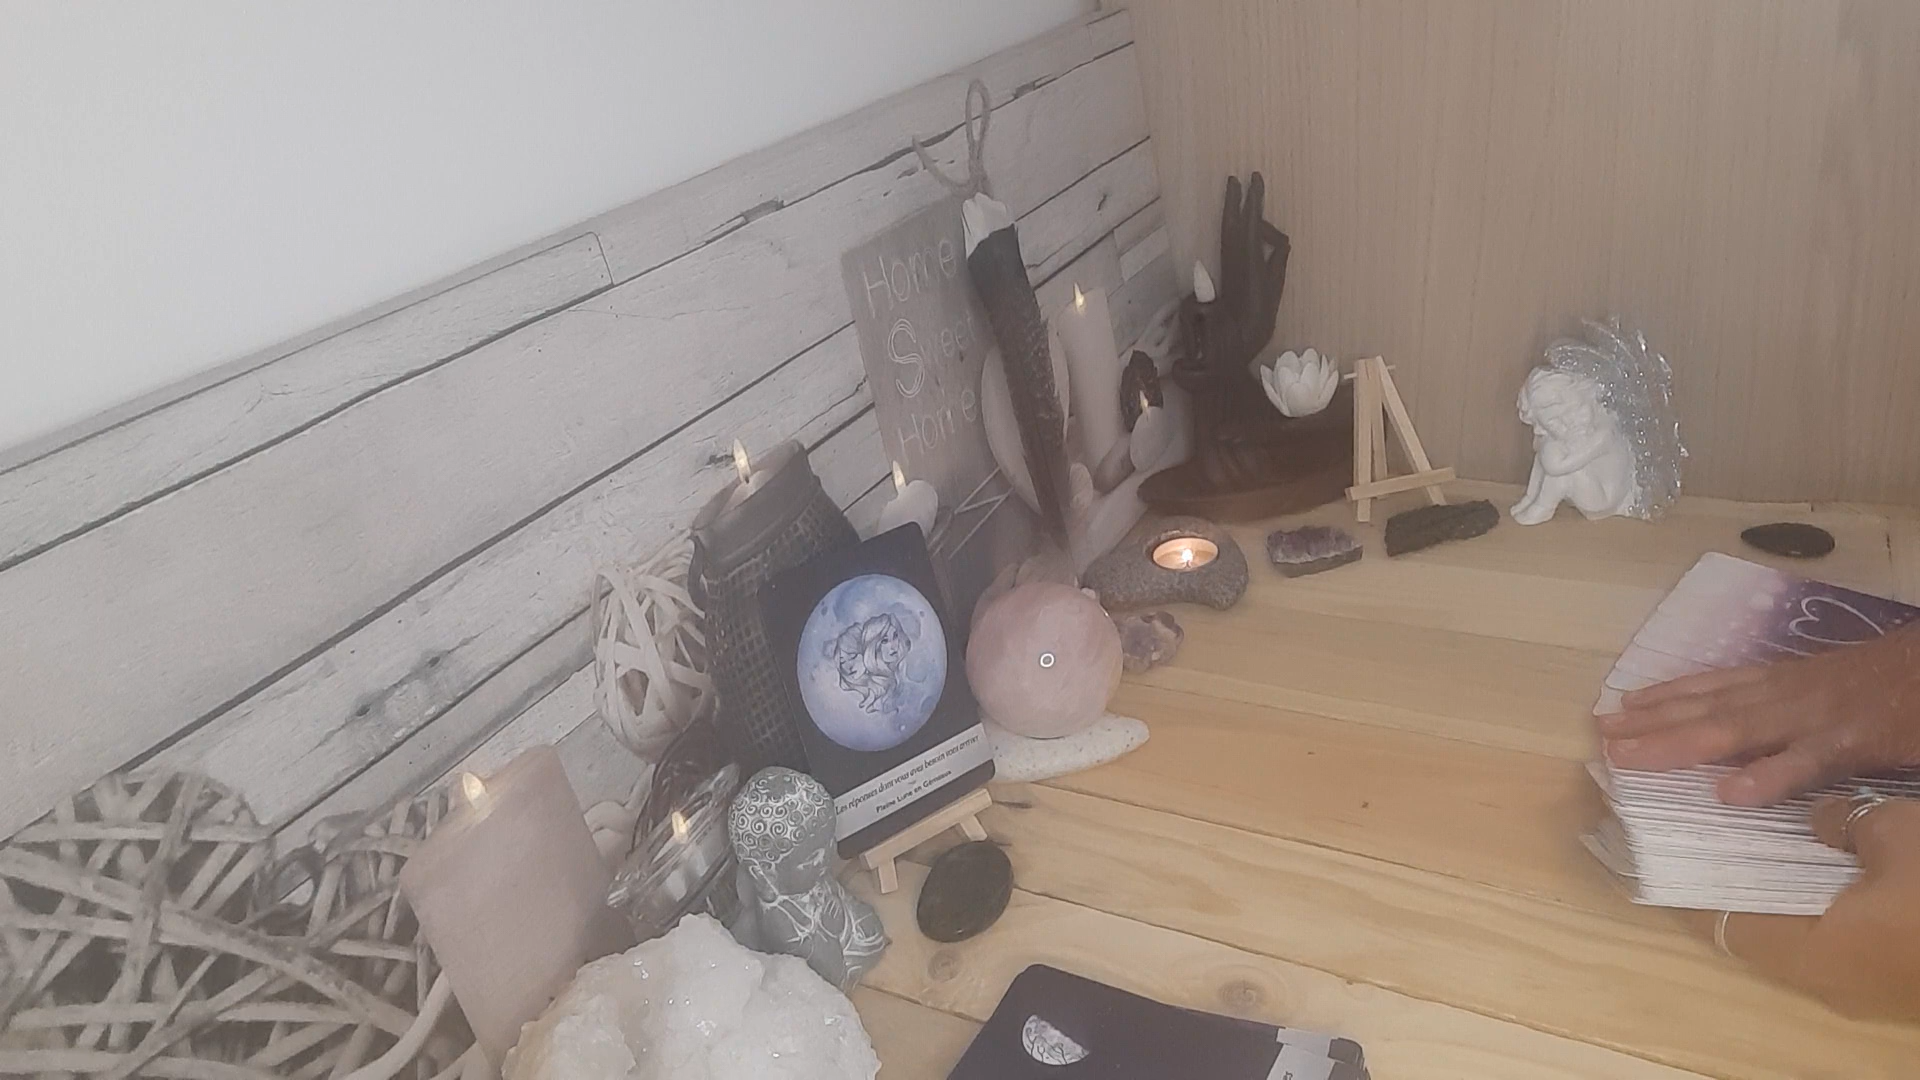 Home
Sweet
Home
Les réponses dont vous avez besoin vont arriver
Pleine Lune en Gémeaux